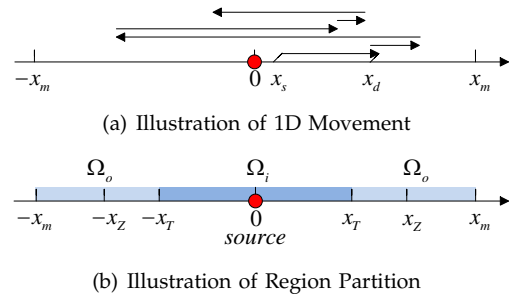 −x_m 0 x_s x_d x_m
(a) Illustration of 1D Movement
Ω_o Ω_i Ω_o
−x_m −x_Z −x_T 0 x_T x_Z x_m
source
(b) Illustration of Region Partition